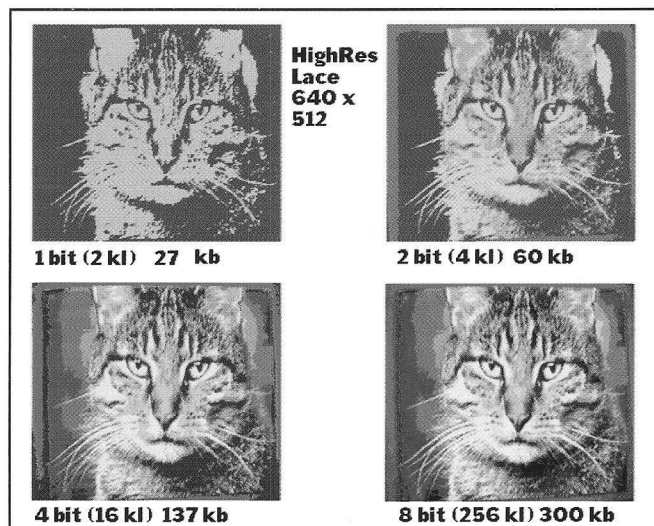 HighRes
Lace
640 x
512
1 bit (2 kl) 27 kb
2 bit (4 kl) 60 kb
4 bit (16 kl) 137 kb
8 bit (256 kl) 300 kb